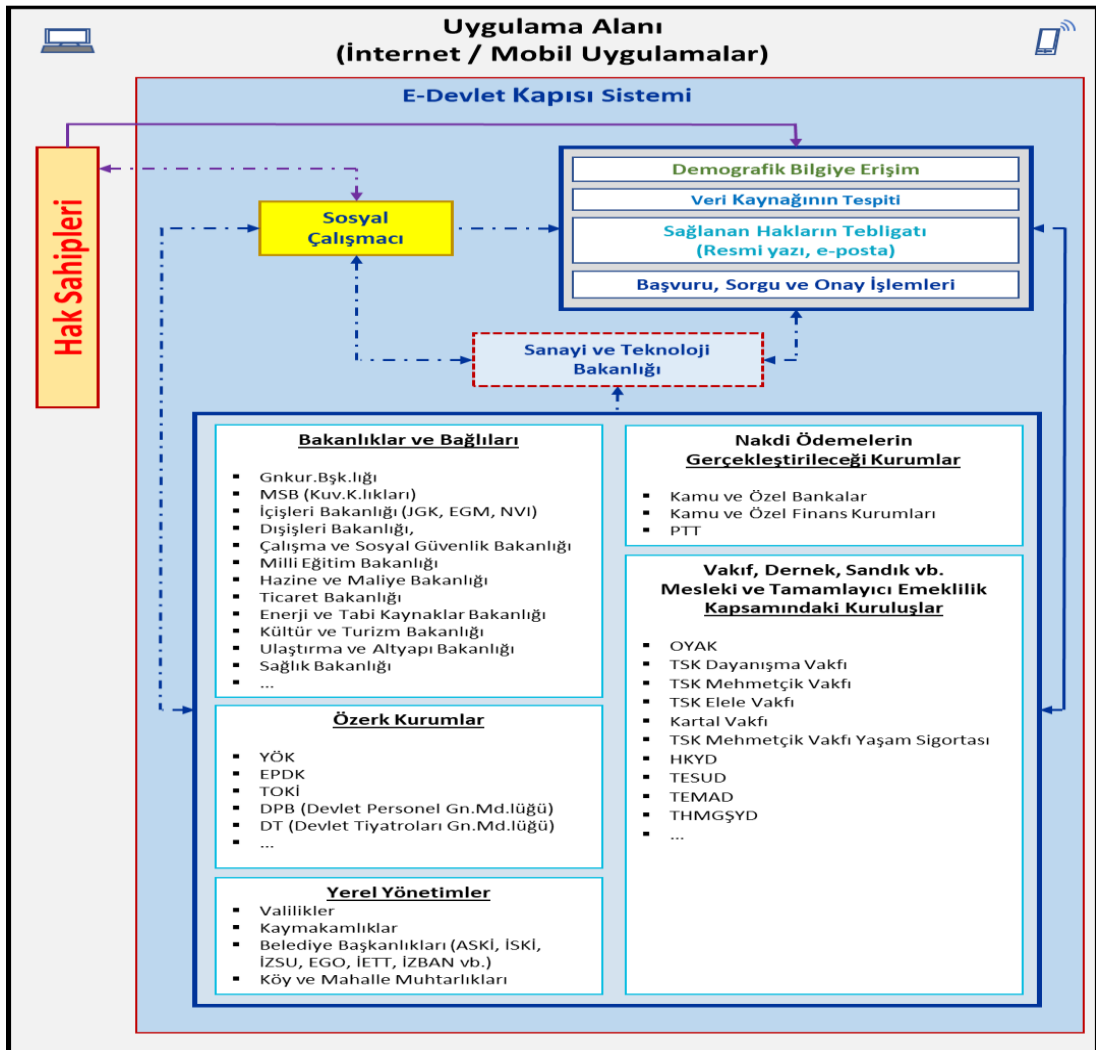 Uygulama Alanı
(İnternet / Mobil Uygulamalar)
E-Devlet Kapısı Sistemi
Hak Sahipleri
Sosyal
Çalışmacı
Demografik Bilgiye Erişim
Veri Kaynağının Tespiti
Sağlanan Hakların Tebligatı
(Resmi yazı, e-posta)
Başvuru, Sorgu ve Onay İşlemleri
Sanayi ve Teknoloji
Bakanlığı
Bakanlıklar ve Bağlıları
▪ Gnkur.Bşk.lığı
▪ MSB (Kuv.K.lıkları)
▪ İçişleri Bakanlığı (JGK, EGM, NVI)
▪ Dışişleri Bakanlığı,
▪ Çalışma ve Sosyal Güvenlik Bakanlığı
▪ Milli Eğitim Bakanlığı
▪ Hazine ve Maliye Bakanlığı
▪ Ticaret Bakanlığı
▪ Enerji ve Tabi Kaynaklar Bakanlığı
▪ Kültür ve Turizm Bakanlığı
▪ Ulaştırma ve Altyapı Bakanlığı
▪ Sağlık Bakanlığı
▪ ...
Özerk Kurumlar
▪ YÖK
▪ EPDK
▪ TOKİ
▪ DPB (Devlet Personel Gn.Md.lüğü)
▪ DT (Devlet Tiyatroları Gn.Md.lüğü)
▪ ...
Yerel Yönetimler
▪ Valilikler
▪ Kaymakamlıklar
▪ Belediye Başkanlıkları (ASKİ, İSKİ,
İZSU, EGO, İETT, İZBAN vb.)
▪ Köy ve Mahalle Muhtarlıkları
Nakdi Ödemelerin
Gerçekleştirileceği Kurumlar
▪ Kamu ve Özel Bankalar
▪ Kamu ve Özel Finans Kurumları
▪ PTT
Vakıf, Dernek, Sandık vb.
Mesleki ve Tamamlayıcı Emeklilik
Kapsamındaki Kuruluşlar
▪ OYAK
▪ TSK Dayanışma Vakfı
▪ TSK Mehmetçik Vakfı
▪ TSK Elele Vakfı
▪ Kartal Vakfı
▪ TSK Mehmetçik Vakfı Yaşam Sigortası
▪ HKYD
▪ TESUD
▪ TEMAD
▪ THMGŞYD
▪ ...